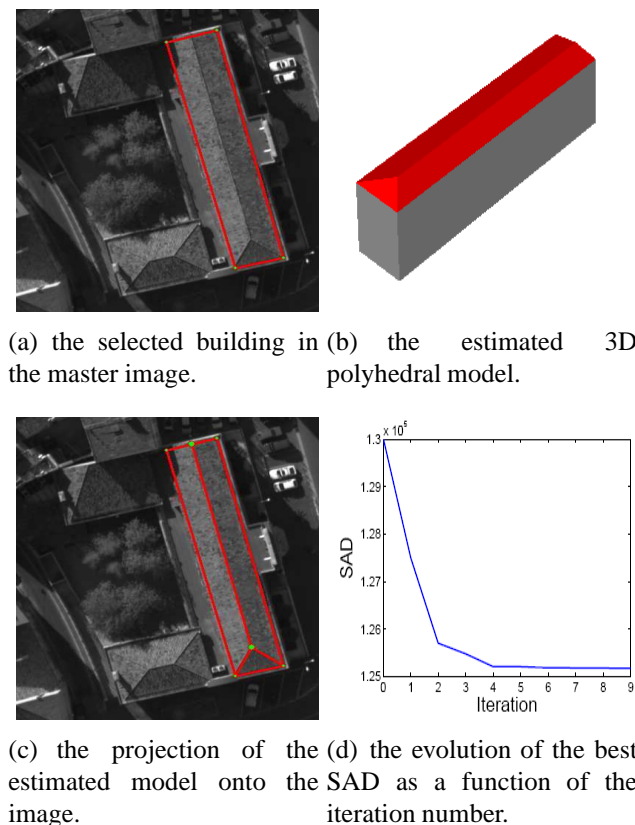 (a) the selected building in the master image.
(b) the estimated 3D polyhedral model.
1.3 x 10⁵
1.29
1.28
1.27
1.26
1.25
SAD
0 1 2 3 4 5 6 7 8 9
Iteration
(c) the projection of the estimated model onto the image.
(d) the evolution of the best SAD as a function of the iteration number.